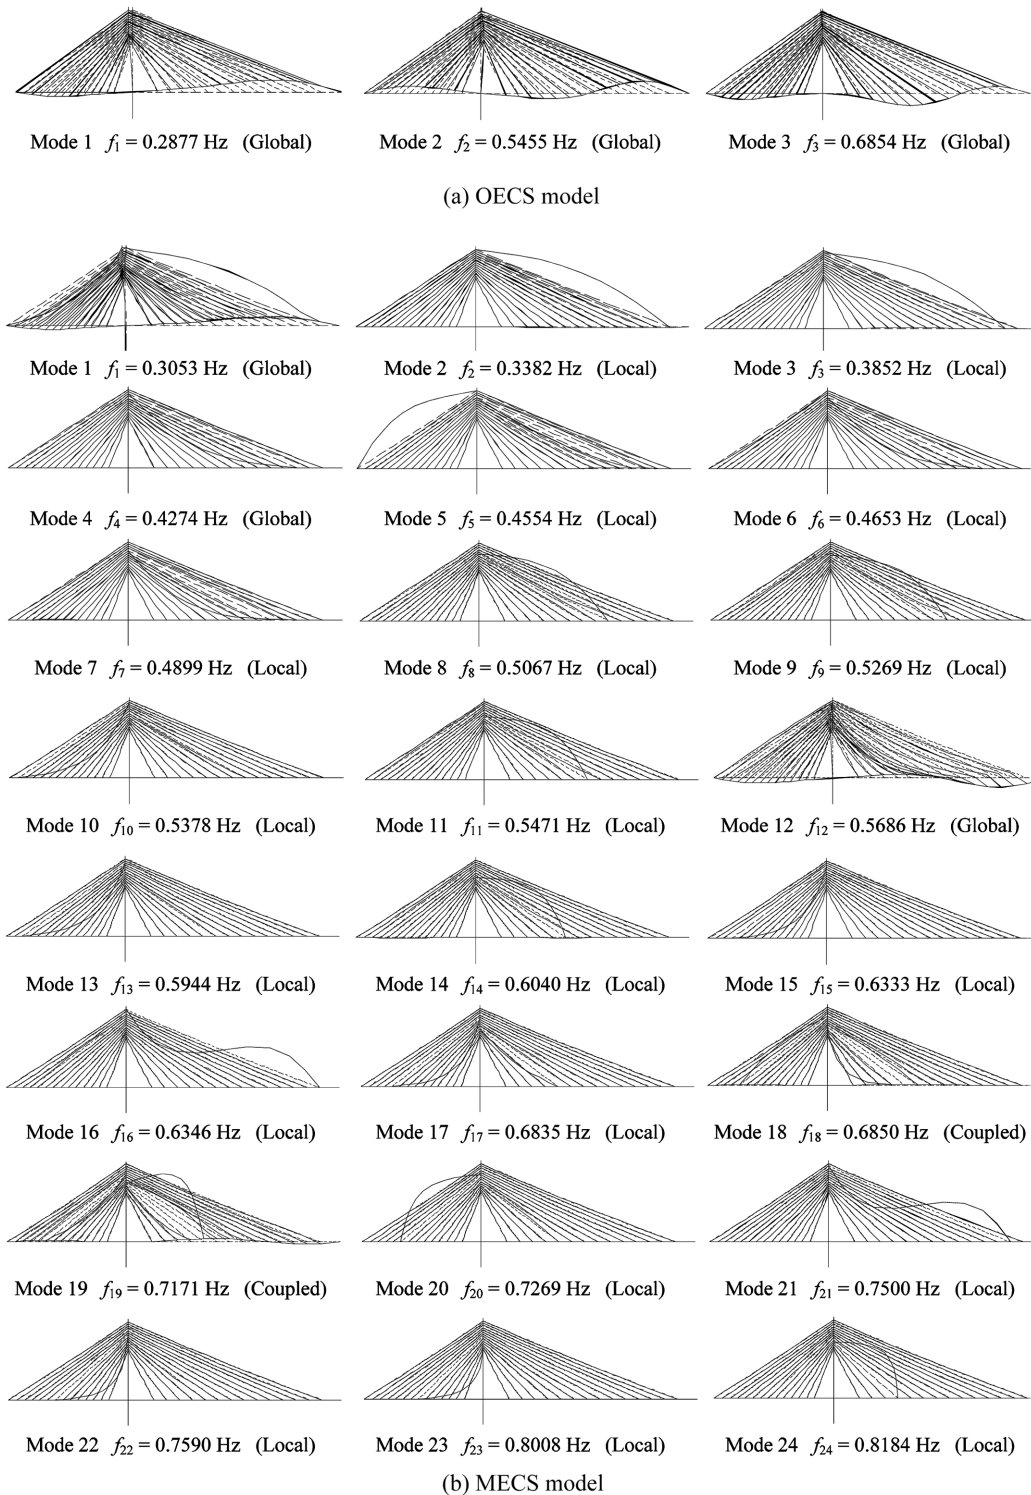 Mode 1 f₁ = 0.2877 Hz (Global) Mode 2 f₂ = 0.5455 Hz (Global) Mode 3 f₃ = 0.6854 Hz (Global)
(a) OECS model
Mode 1 f₁ = 0.3053 Hz (Global) Mode 2 f₂ = 0.3382 Hz (Local) Mode 3 f₃ = 0.3852 Hz (Local)
Mode 4 f₄ = 0.4274 Hz (Global) Mode 5 f₅ = 0.4554 Hz (Local) Mode 6 f₆ = 0.4653 Hz (Local)
Mode 7 f₇ = 0.4899 Hz (Local) Mode 8 f₈ = 0.5067 Hz (Local) Mode 9 f₉ = 0.5269 Hz (Local)
Mode 10 f₁₀ = 0.5378 Hz (Local) Mode 11 f₁₁ = 0.5471 Hz (Local) Mode 12 f₁₂ = 0.5686 Hz (Global)
Mode 13 f₁₃ = 0.5944 Hz (Local) Mode 14 f₁₄ = 0.6040 Hz (Local) Mode 15 f₁₅ = 0.6333 Hz (Local)
Mode 16 f₁₆ = 0.6346 Hz (Local) Mode 17 f₁₇ = 0.6835 Hz (Local) Mode 18 f₁₈ = 0.6850 Hz (Coupled)
Mode 19 f₁₉ = 0.7171 Hz (Coupled) Mode 20 f₂₀ = 0.7269 Hz (Local) Mode 21 f₂₁ = 0.7500 Hz (Local)
Mode 22 f₂₂ = 0.7590 Hz (Local) Mode 23 f₂₃ = 0.8008 Hz (Local) Mode 24 f₂₄ = 0.8184 Hz (Local)
(b) MECS model